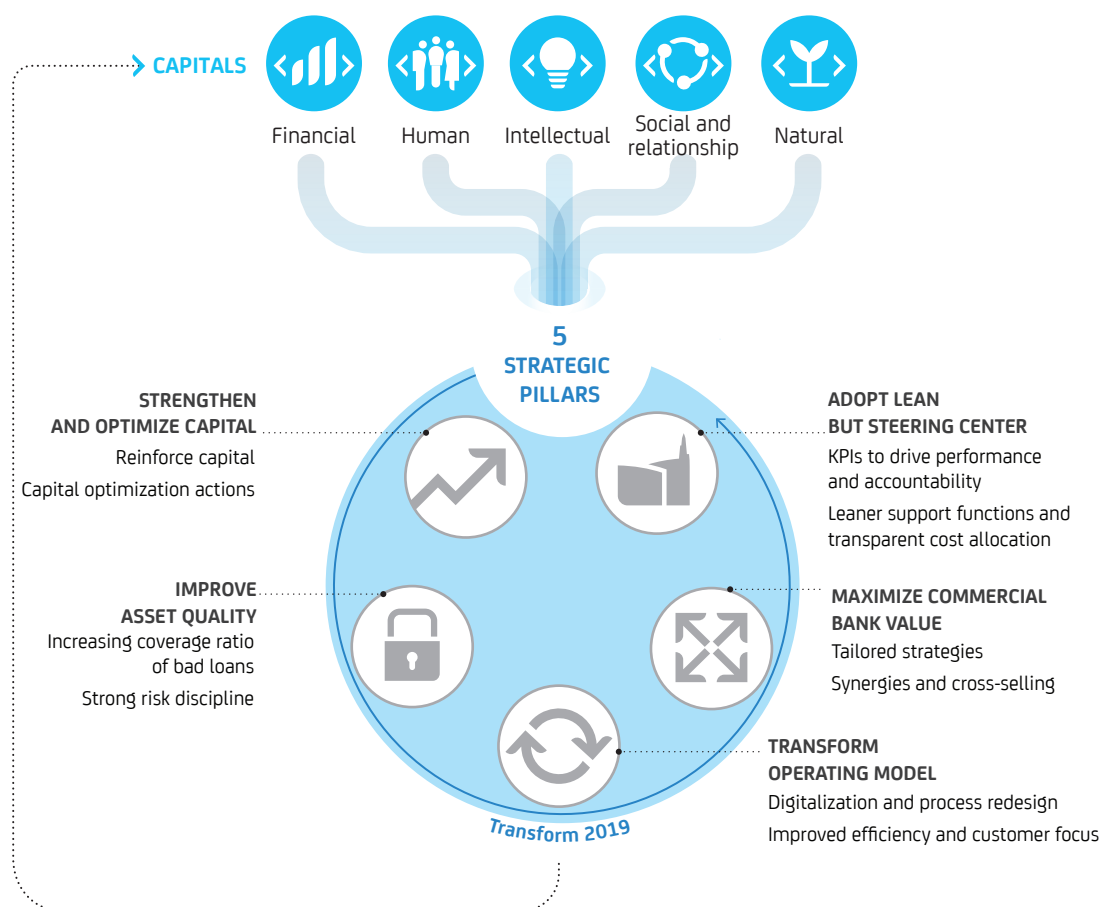 CAPITALS
Financial
Human
Intellectual
Social and
relationship
Natural
5
STRATEGIC
PILLARS
STRENGTHEN
AND OPTIMIZE CAPITAL
Reinforce capital
Capital optimization actions
IMPROVE
ASSET QUALITY
Increasing coverage ratio
of bad loans
Strong risk discipline
ADOPT LEAN
BUT STEERING CENTER
KPIs to drive performance
and accountability
Leaner support functions and
transparent cost allocation
MAXIMIZE COMMERCIAL
BANK VALUE
Tailored strategies
Synergies and cross-selling
TRANSFORM
OPERATING MODEL
Digitalization and process redesign
Improved efficiency and customer focus
Transform 2019